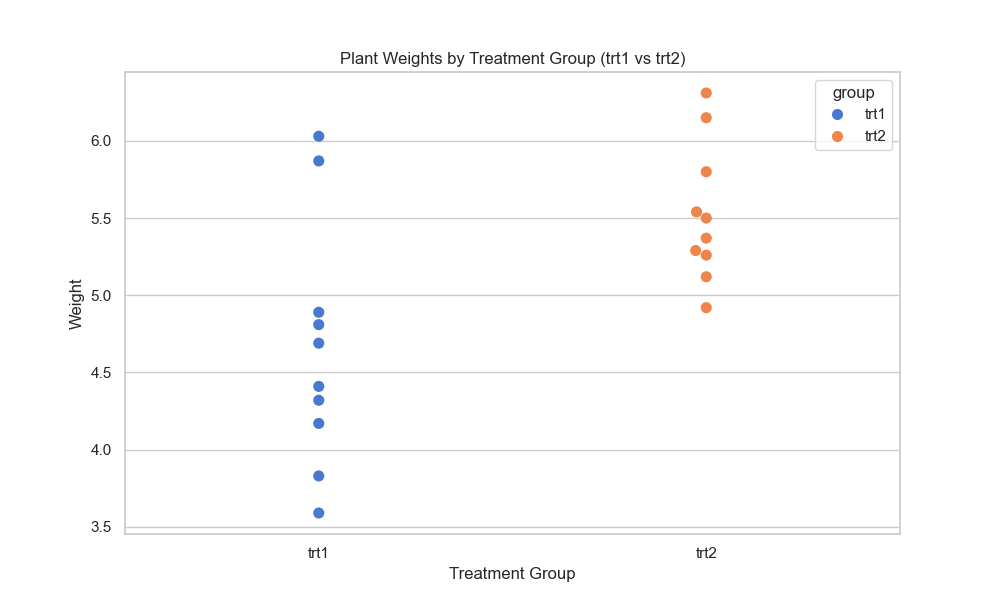 Plant Weights by Treatment Group (trt1 vs trt2)
group
trt1
trt2
6.0
5.5
5.0
4.5
4.0
3.5
Weight
trt1
trt2
Treatment Group